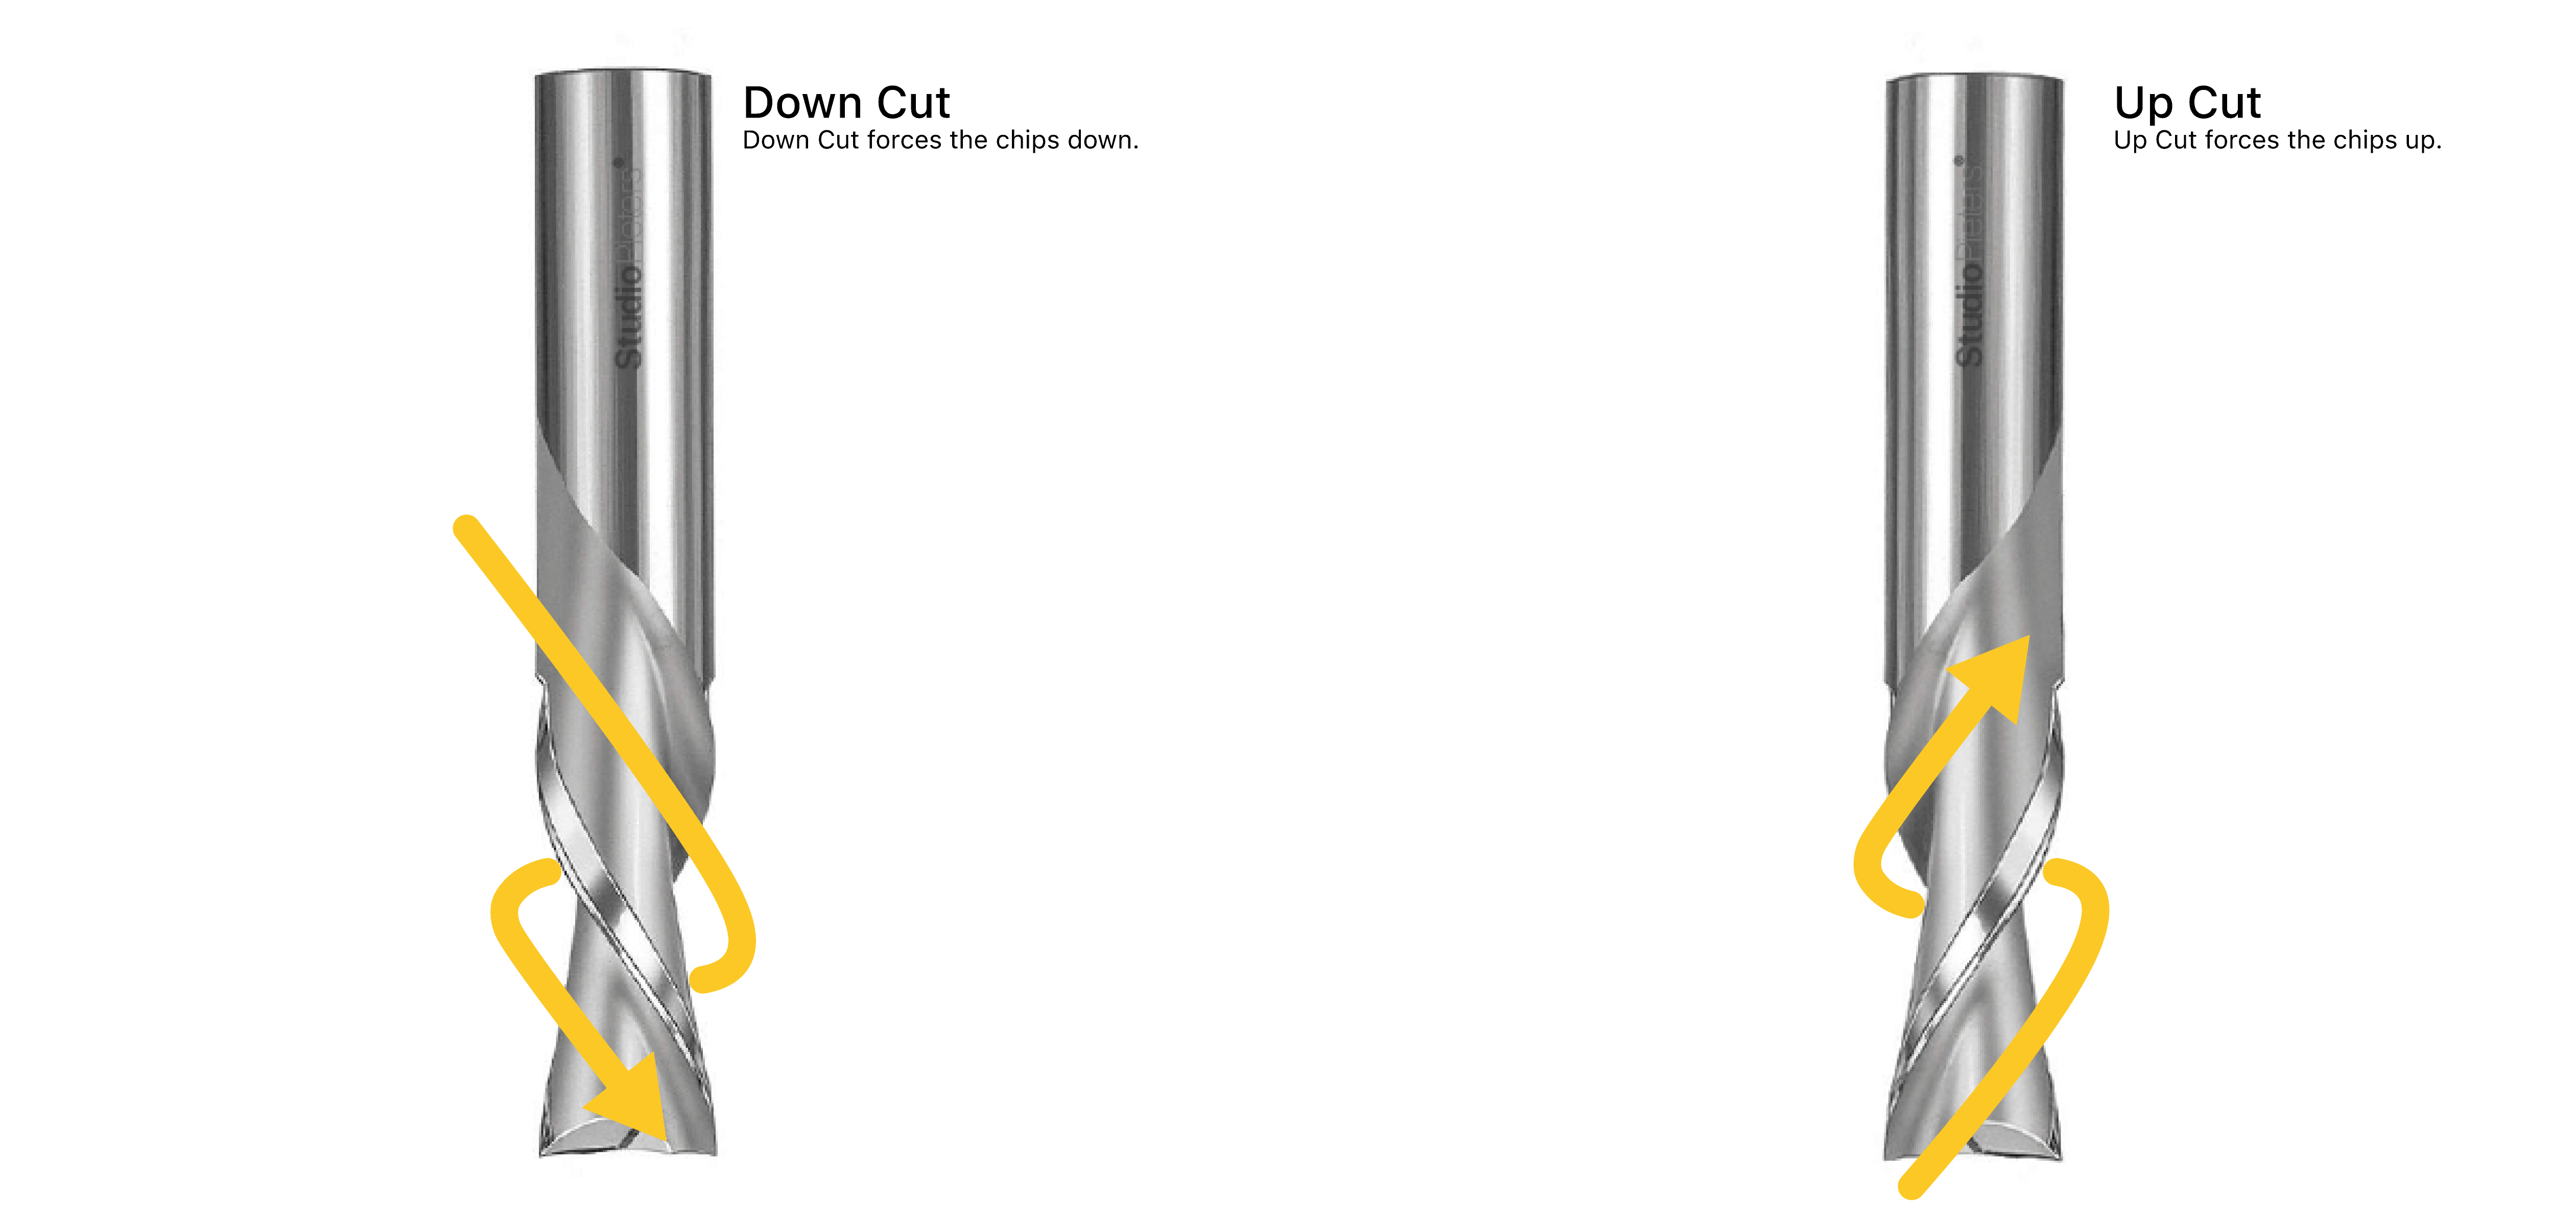 Down Cut
Down Cut forces the chips down.
StudioPieters®
Up Cut
Up Cut forces the chips up.
StudioPieters®